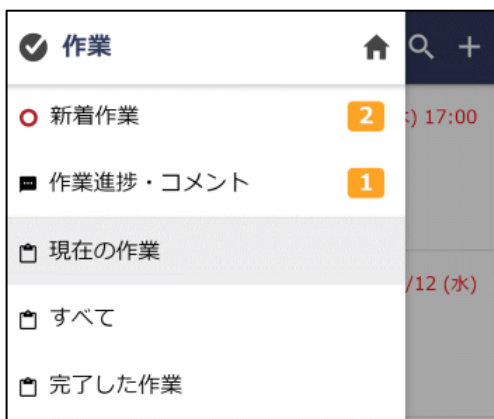 作業
新着作業 2
) 17:00
作業進捗・コメント 1
現在の作業
/12 (水)
すべて
完了した作業